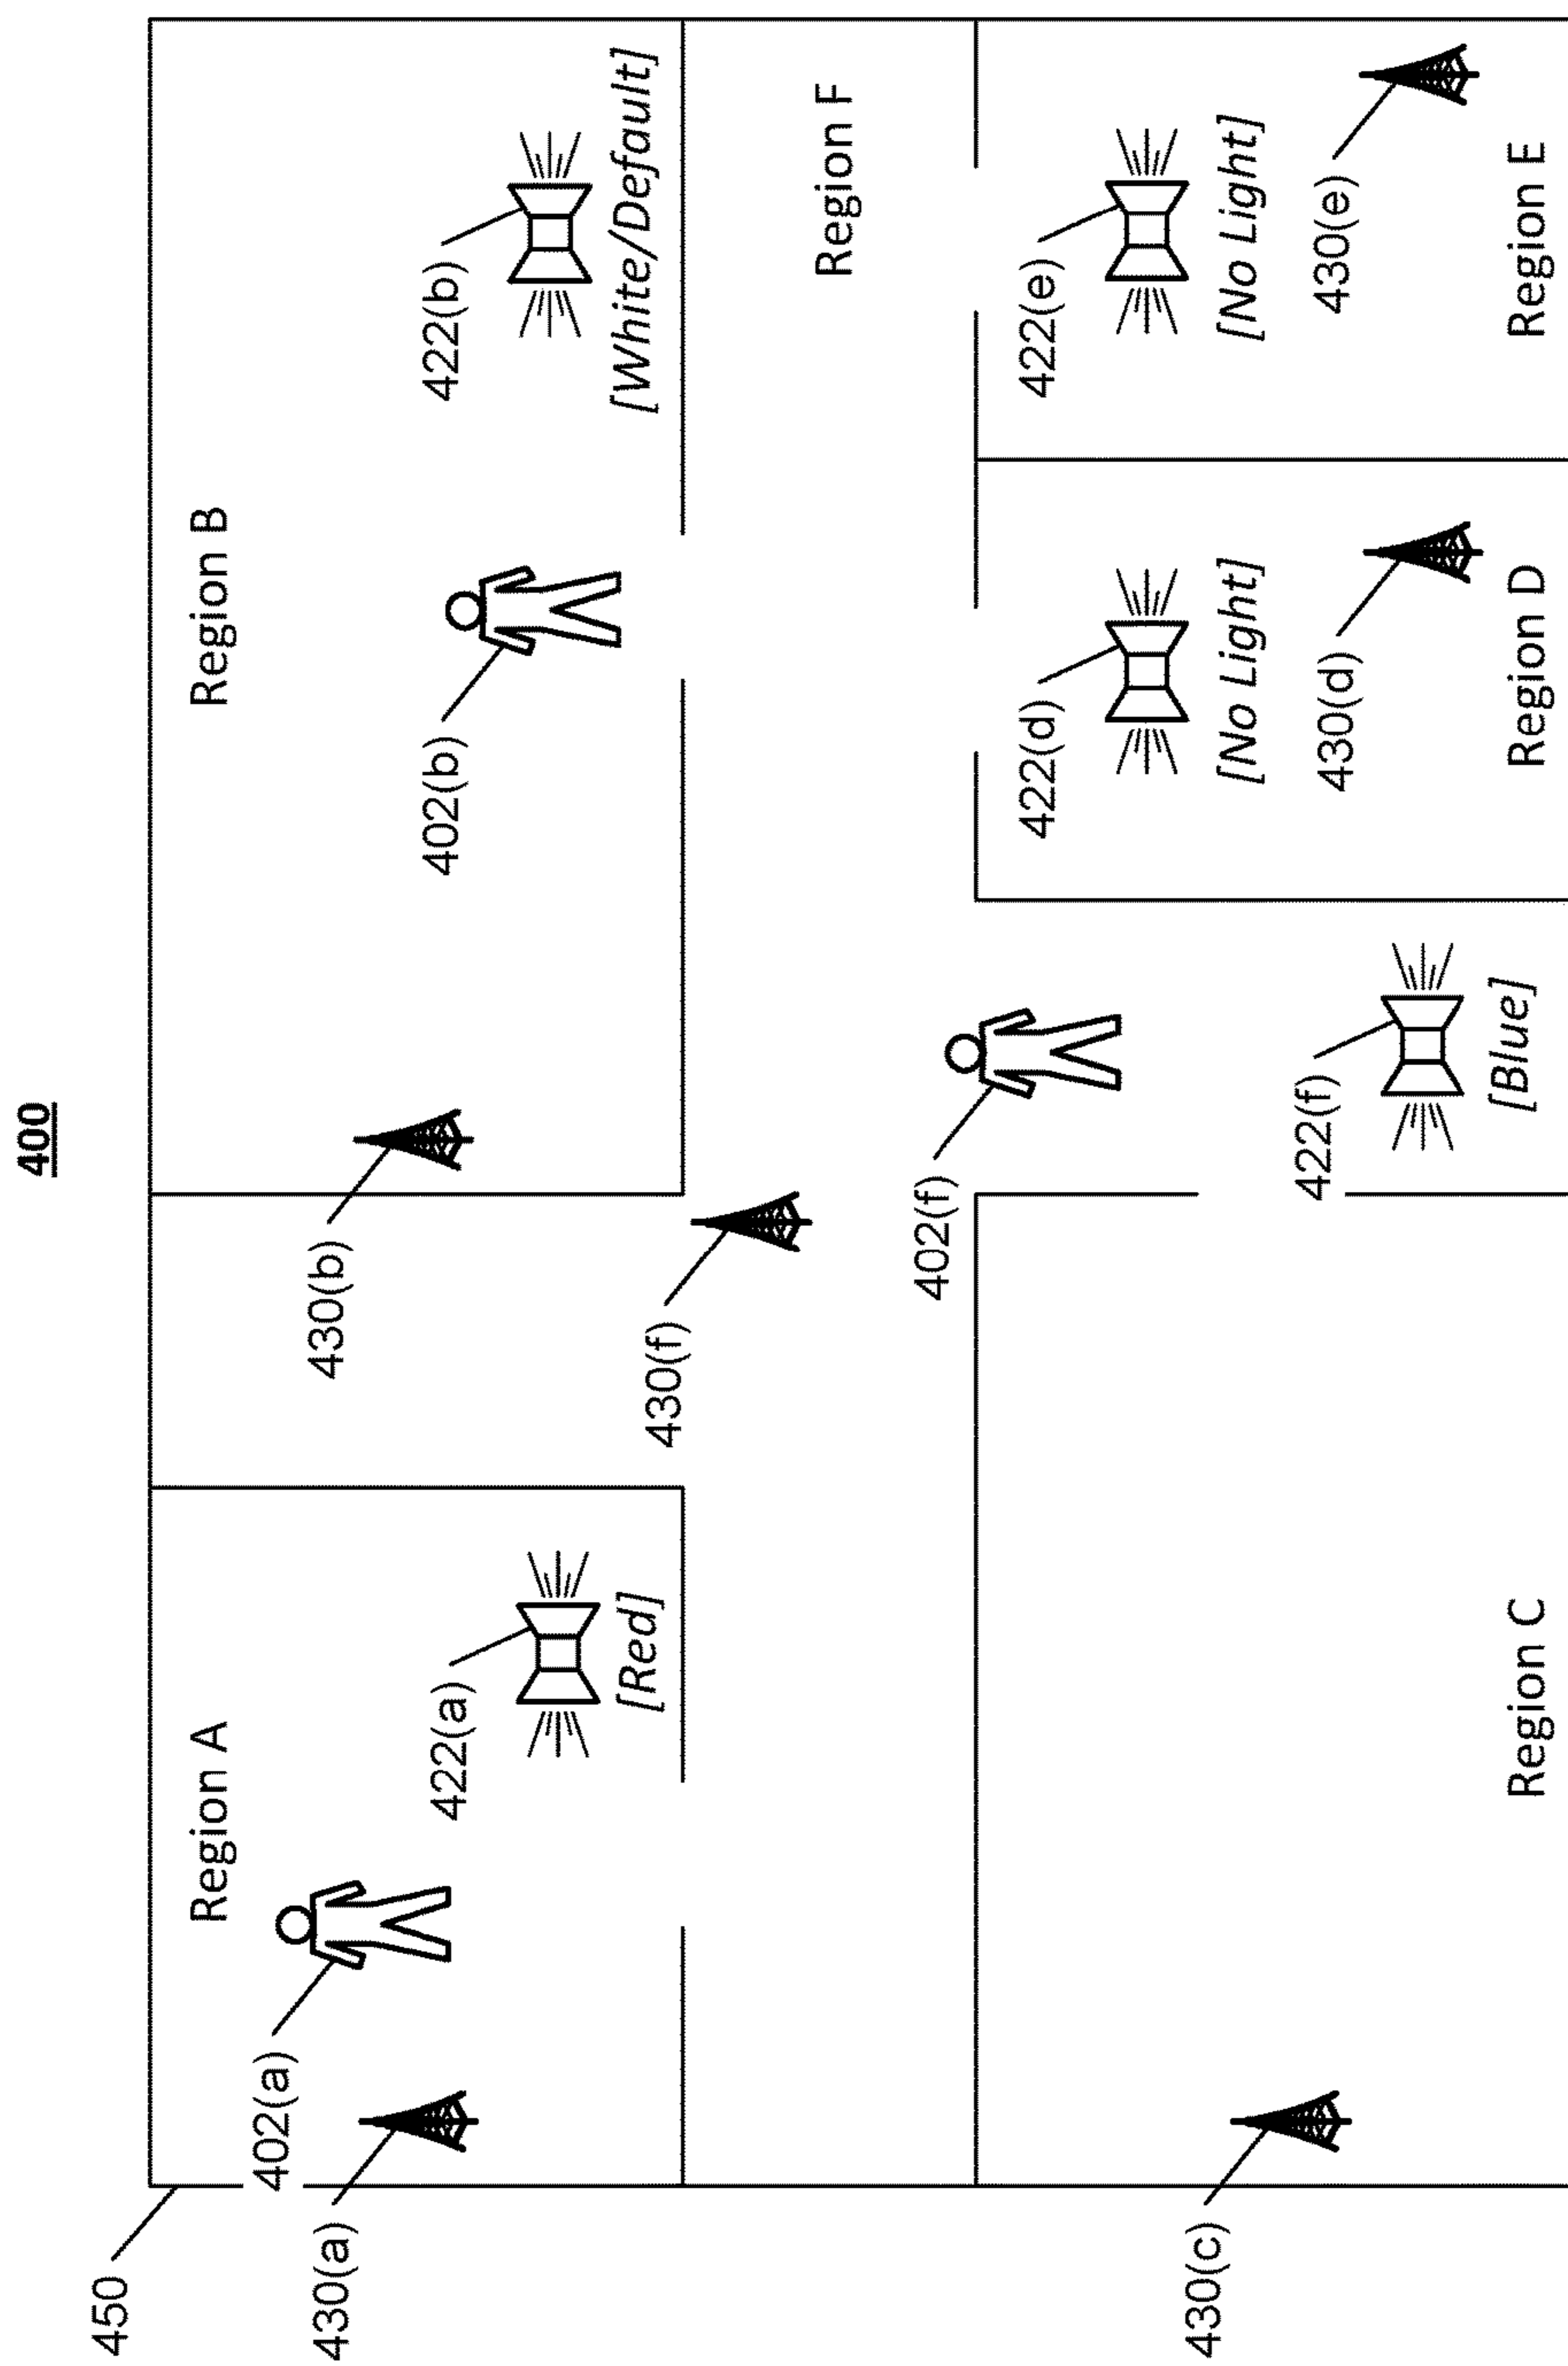 400
450
Region A
Region B
402(a)
430(a)
422(a)
[Red]
430(b)
402(b)
422(b)
[White/Default]
430(f)
Region F
402(f)
422(d)
[No Light]
422(e)
[No Light]
430(c)
422(f)
[Blue]
430(d)
430(e)
Region C
Region D
Region E